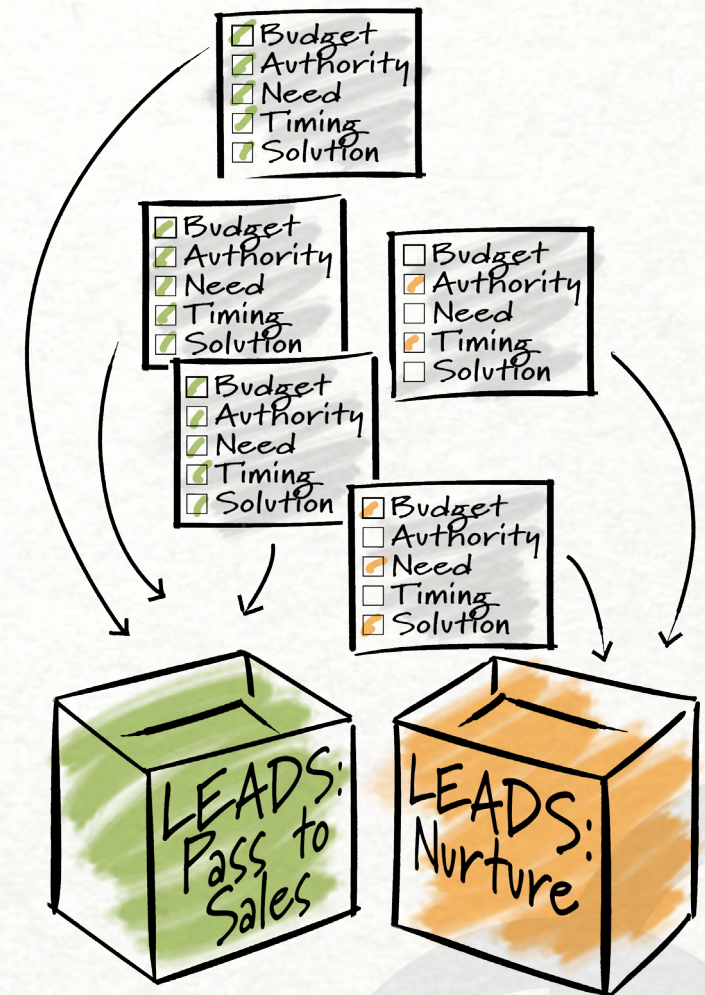 Budget
Authority
Need
Timing
Solution
Budget
Authority
Need
Timing
Solution
Budget
Authority
Need
Timing
Solution
Budget
Authority
Need
Timing
Solution
Budget
Authority
Need
Timing
Solution
LEADS:
Pass to
Sales
LEADS:
Nurture